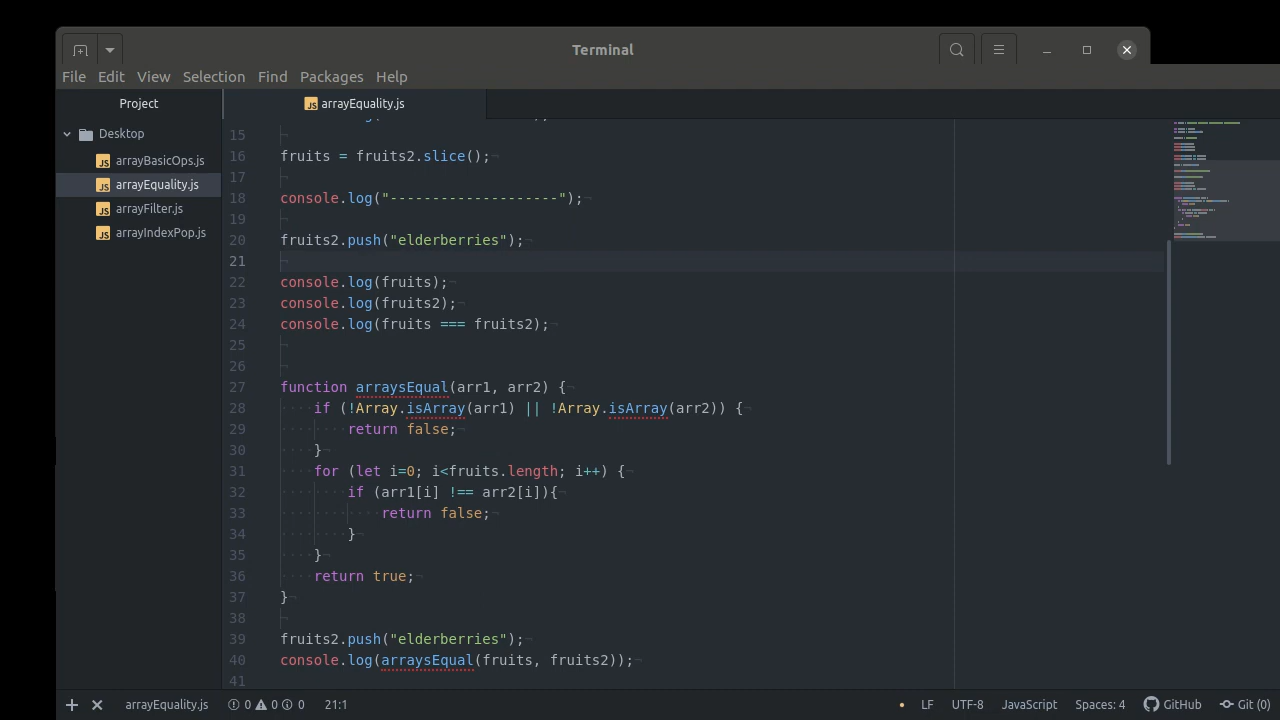 Terminal
File Edit View Selection Find Packages Help
Project
arrayEquality.js
Desktop
arrayBasicOps.js
arrayEquality.js
arrayFilter.js
arrayIndexPop.js
15
16 fruits = fruits2.slice();
17
18 console.log("--------------------");
19
20 fruits2.push("elderberries");
21
22 console.log(fruits);
23 console.log(fruits2);
24 console.log(fruits === fruits2);
25
26
27 function arraysEqual(arr1, arr2) {
28 if (!Array.isArray(arr1) || !Array.isArray(arr2)) {
29 return false;
30 }
31 for (let i=0; i<fruits.length; i++) {
32 if (arr1[i] !== arr2[i]){
33 return false;
34 }
35 }
36 return true;
37 }
38
39 fruits2.push("elderberries");
40 console.log(arraysEqual(fruits, fruits2));
41
arrayEquality.js 0 0 0 21:1 LF UTF-8 JavaScript Spaces: 4 GitHub Git (0)